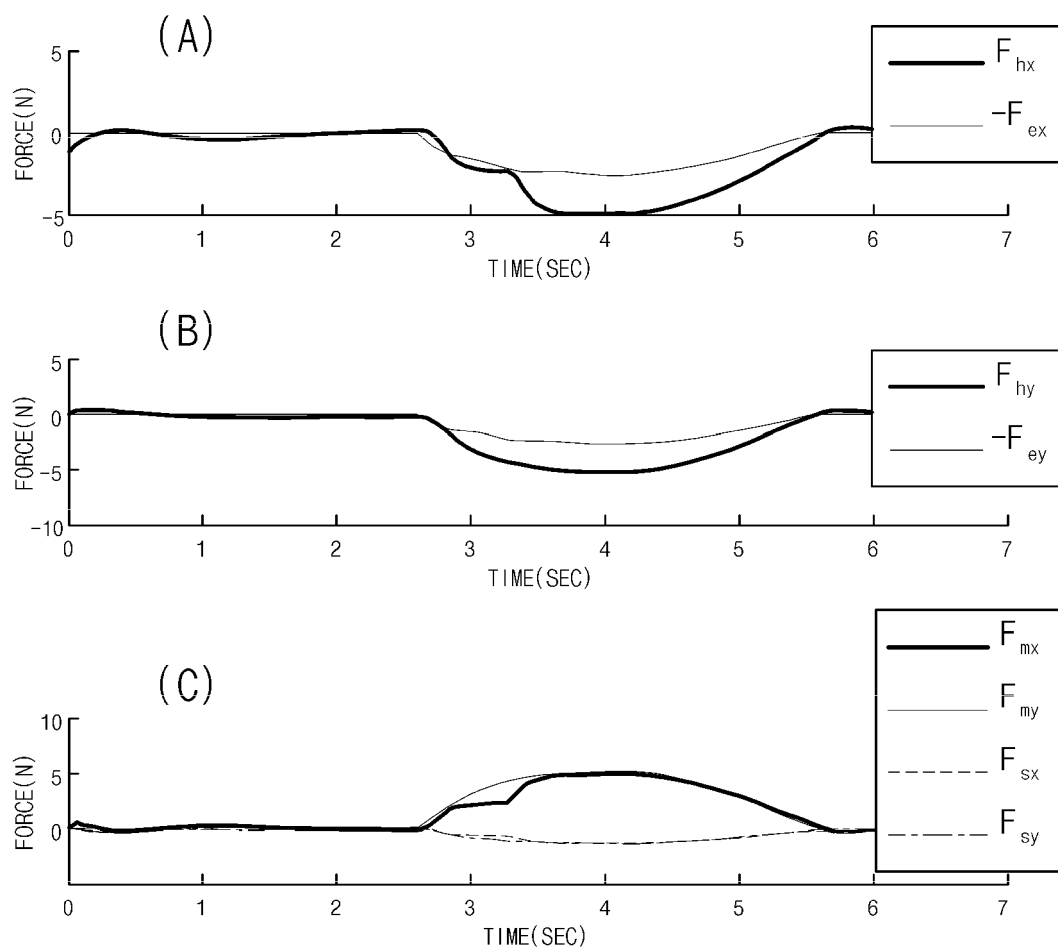 (A)
5
0
-5
FORCE(N)
0 1 2 3 4 5 6 7
TIME(SEC)
F hx
-F ex
(B)
5
0
-5
-10
FORCE(N)
0 1 2 3 4 5 6 7
TIME(SEC)
F hy
-F ey
(C)
10
5
0
FORCE(N)
0 1 2 3 4 5 6 7
TIME(SEC)
F mx
F my
F sx
F sy